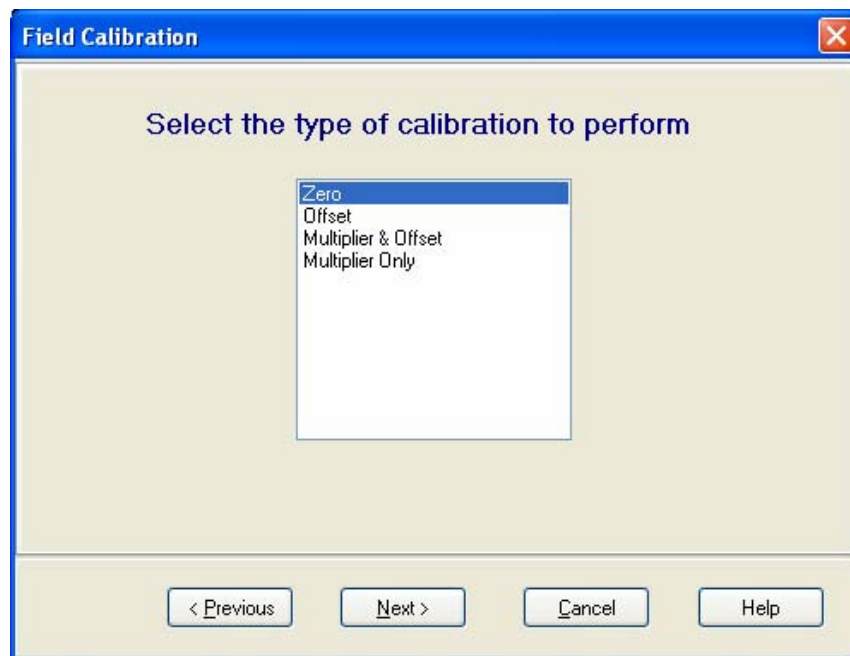 Field Calibration
Select the type of calibration to perform
Zero
Offset
Multiplier & Offset
Multiplier Only
< Previous
Next >
Cancel
Help